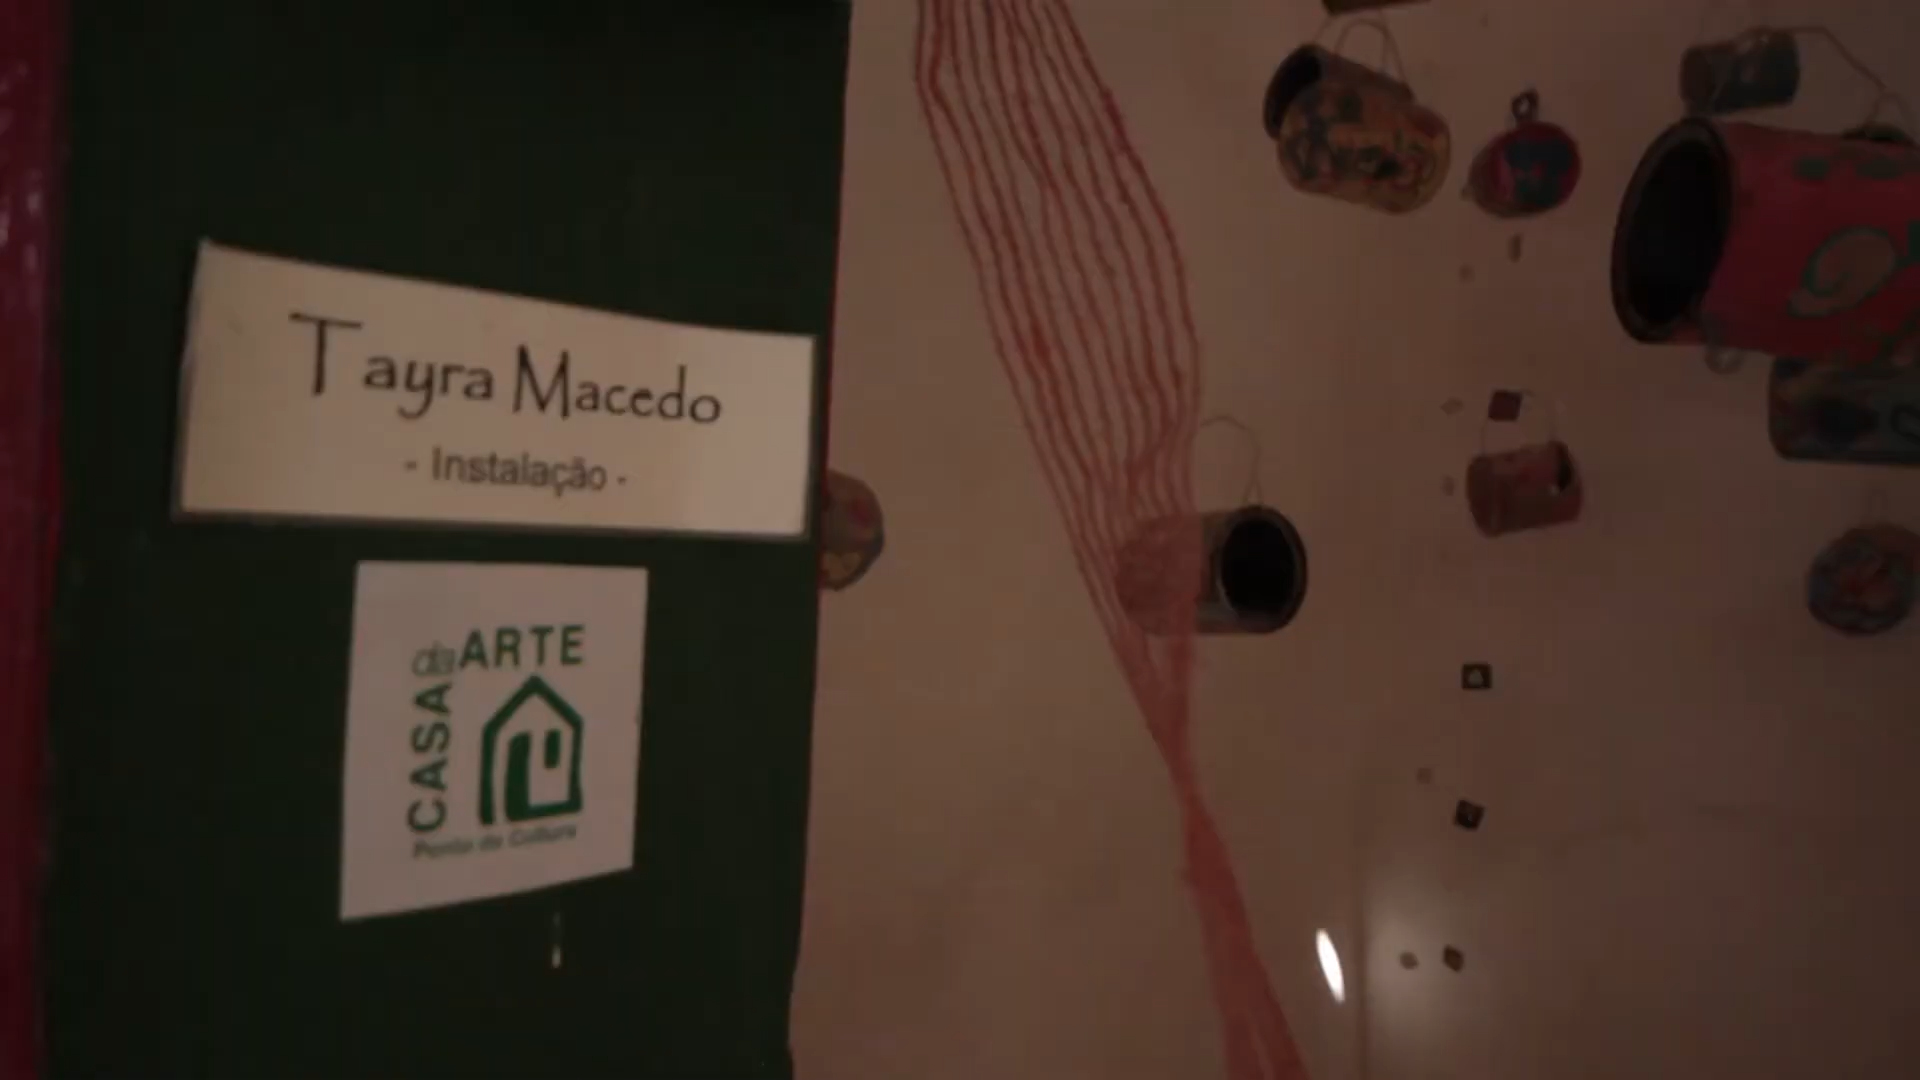 Tayra Macedo
- Instalação -
CASA da ARTE
Ponto de Cultura